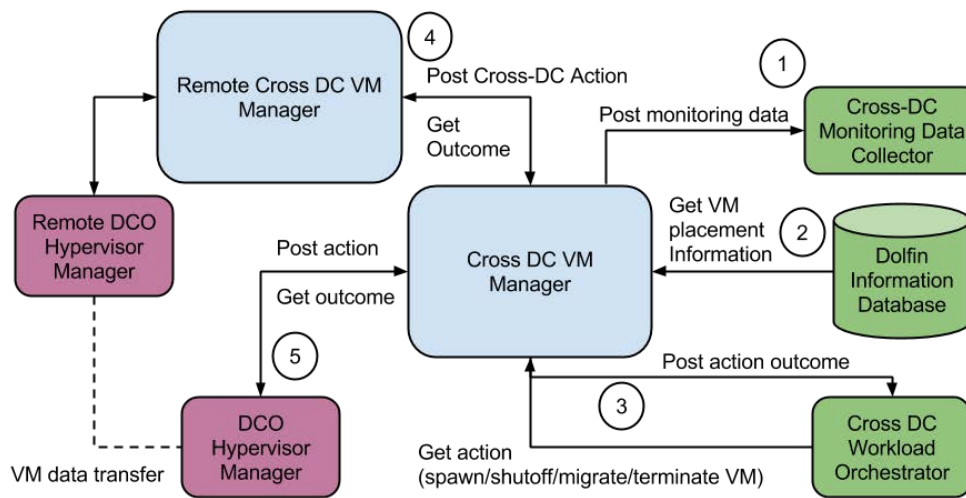 4
1
Remote Cross DC VM
Manager
Post Cross-DC Action
Get
Outcome
Post monitoring data
Cross-DC
Monitoring Data
Collector
Remote DCO
Hypervisor
Manager
Post action
Get outcome
Cross DC VM
Manager
Get VM
placement
Information
2
Dolfin
Information
Database
5
Post action outcome
3
DCO
Hypervisor
Manager
Get action
(spawn/shutoff/migrate/terminate VM)
Cross DC
Workload
Orchestrator
VM data transfer